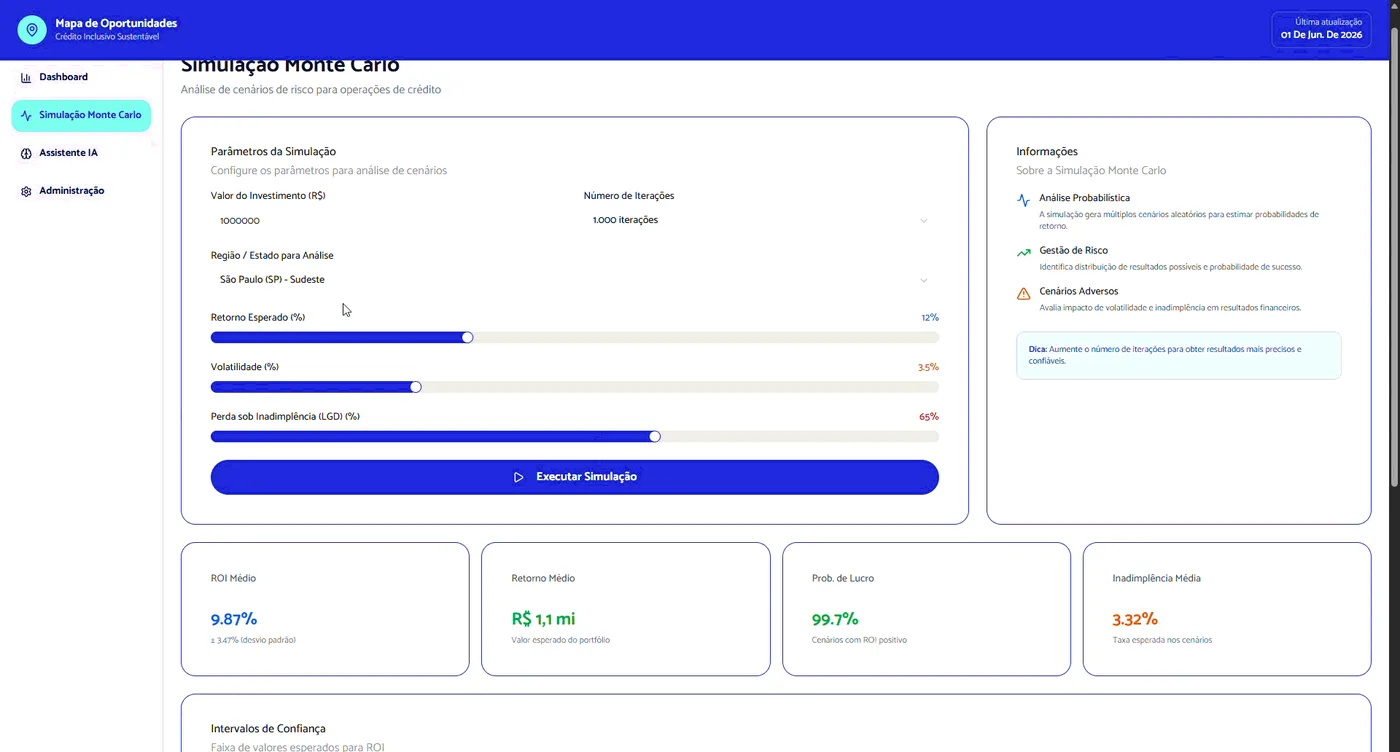 Mapa de Oportunidades
Crédito Inclusivo Sustentável
Última atualização
01 De Jun. De 2026
Dashboard
Simulação Monte Carlo
Assistente IA
Administração
Simulação Monte Carlo
Análise de cenários de risco para operações de crédito
Parâmetros da Simulação
Configure os parâmetros para análise de cenários
Valor do Investimento (R$)
1000000
Número de Iterações
1.000 iterações
Região / Estado para Análise
São Paulo (SP) - Sudeste
Retorno Esperado (%)
12%
Volatilidade (%)
3.5%
Perda sob Inadimplência (LGD) (%)
65%
Executar Simulação
Informações
Sobre a Simulação Monte Carlo
Análise Probabilística
A simulação gera múltiplos cenários aleatórios para estimar probabilidades de
retorno.
Gestão de Risco
Identifica distribuição de resultados possíveis e probabilidade de sucesso.
Cenários Adversos
Avalia impacto de volatilidade e inadimplência em resultados financeiros.
Dica: Aumente o número de iterações para obter resultados mais precisos e
confiáveis.
ROI Médio
9.87%
± 3.47% (desvio padrão)
Retorno Médio
R$ 1,1 mi
Valor esperado do portfólio
Prob. de Lucro
99.7%
Cenários com ROI positivo
Inadimplência Média
3.32%
Taxa esperada nos cenários
Intervalos de Confiança
Faixa de valores esperados para ROI